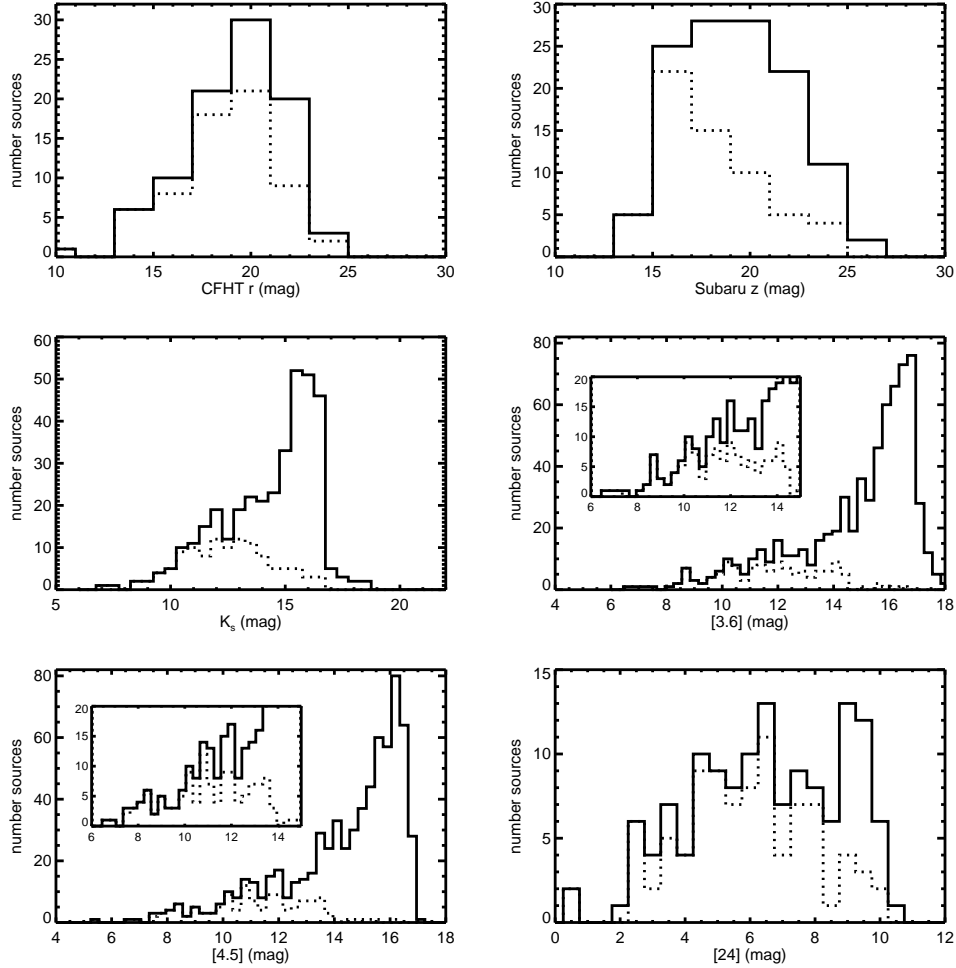 30
25
20
15
10
5
0
number sources
10 15 20 25 30
CFHT r (mag)
30
25
20
15
10
5
0
number sources
10 15 20 25 30
Subaru z (mag)
60
50
40
30
20
10
0
number sources
5 10 15 20
Ks (mag)
80
60
40
20
0
number sources
20
15
10
5
0
6 8 10 12 14
4 6 8 10 12 14 16 18
[3.6] (mag)
80
60
40
20
0
number sources
20
15
10
5
0
6 8 10 12 14
4 6 8 10 12 14 16 18
[4.5] (mag)
15
10
5
0
number sources
0 2 4 6 8 10 12
[24] (mag)